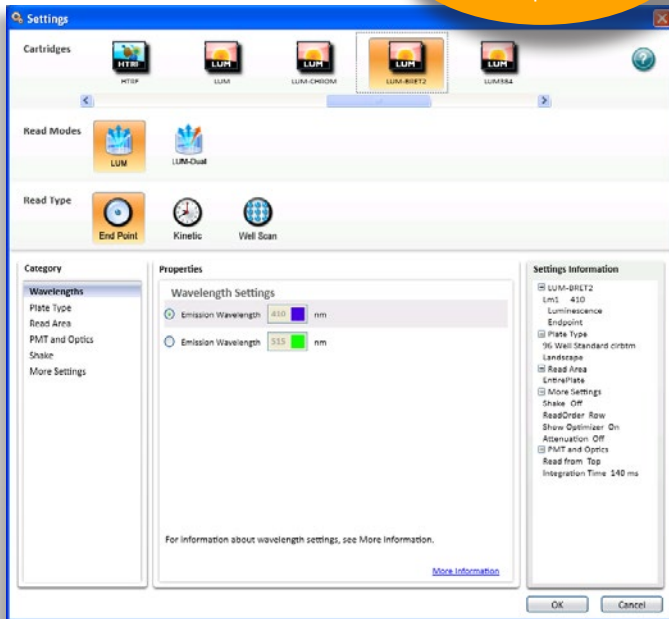 Settings
Cartridges
HTRF
LUM
LUM
LUM
LUM
HTRF
LUM
LUM-CHROM
LUM-BRET2
LUM384
Read Modes
LUM
LUM-Dual
Read Type
End Point
Kinetic
Well Scan
Category
Wavelengths
Plate Type
Read Area
PMT and Optics
Shake
More Settings
Properties
Wavelength Settings
Emission Wavelength 410 nm
Emission Wavelength 515 nm
For information about wavelength settings, see More Information.
More Information
Settings Information
LUM-BRET2
Lm1 410
Luminescence
Endpoint
Plate Type
96 Well Standard clrbtm
Landscape
Read Area
EntirePlate
More Settings
Shake Off
ReadOrder Row
Show Optimizer On
Attenuation Off
PMT and Optics
Read from Top
Integration Time 140 ms
OK
Cancel